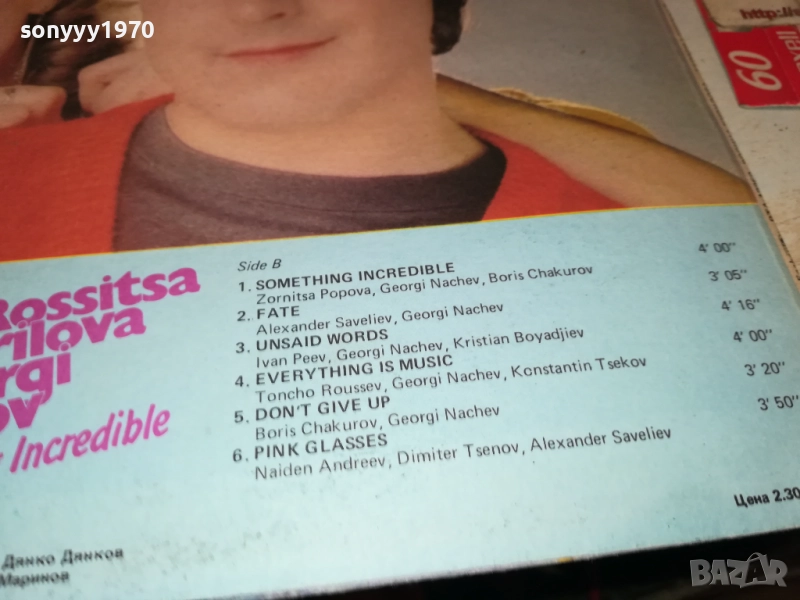 sonyyy1970
http://
60
Side B
1. SOMETHING INCREDIBLE 4' 00"
Zornitsa Popova, Georgi Nachev, Boris Chakurov
2. FATE 3' 05"
Alexander Saveliev, Georgi Nachev
3. UNSAID WORDS 4' 16"
Ivan Peev, Georgi Nachev, Kristian Boyadjiev
4. EVERYTHING IS MUSIC 4' 00"
Toncho Roussev, Georgi Nachev, Konstantin Tsekov
5. DON'T GIVE UP 3' 20"
Boris Chakurov, Georgi Nachev
6. PINK GLASSES 3' 50"
Naiden Andreev, Dimiter Tsenov, Alexander Saveliev
Rossitsa
rilova
rgi
ov
Incredible
Цена 2.30
Дянко Дянков
Маринов
BAZAR